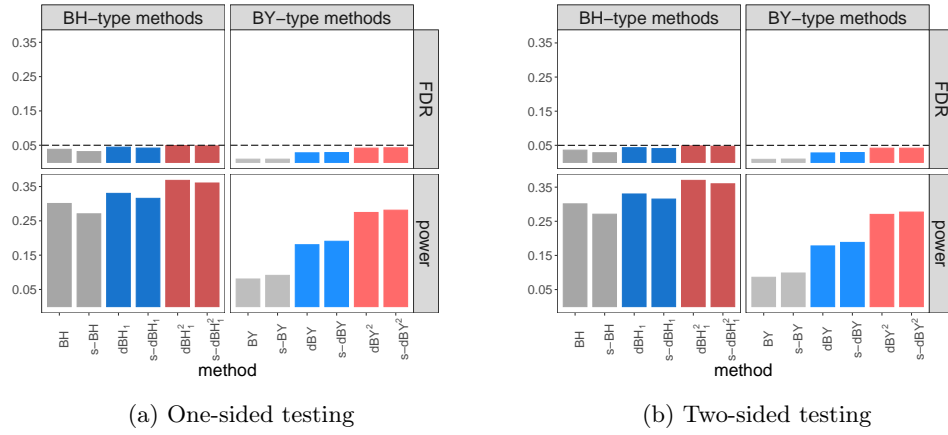 BH−type methods
BY−type methods
0.35
0.25
0.15
0.05
FDR
0.35
0.25
0.15
0.05
power
BH
s−BH
dBH₁
s−dBH₁
dBH²₁
s−dBH²₁
BY
s−BY
dBY
s−dBY
dBY²
s−dBY²
method
(a) One-sided testing
BH−type methods
BY−type methods
0.35
0.25
0.15
0.05
FDR
0.35
0.25
0.15
0.05
power
BH
s−BH
dBH₁
s−dBH₁
dBH²₁
s−dBH²₁
BY
s−BY
dBY
s−dBY
dBY²
s−dBY²
method
(b) Two-sided testing